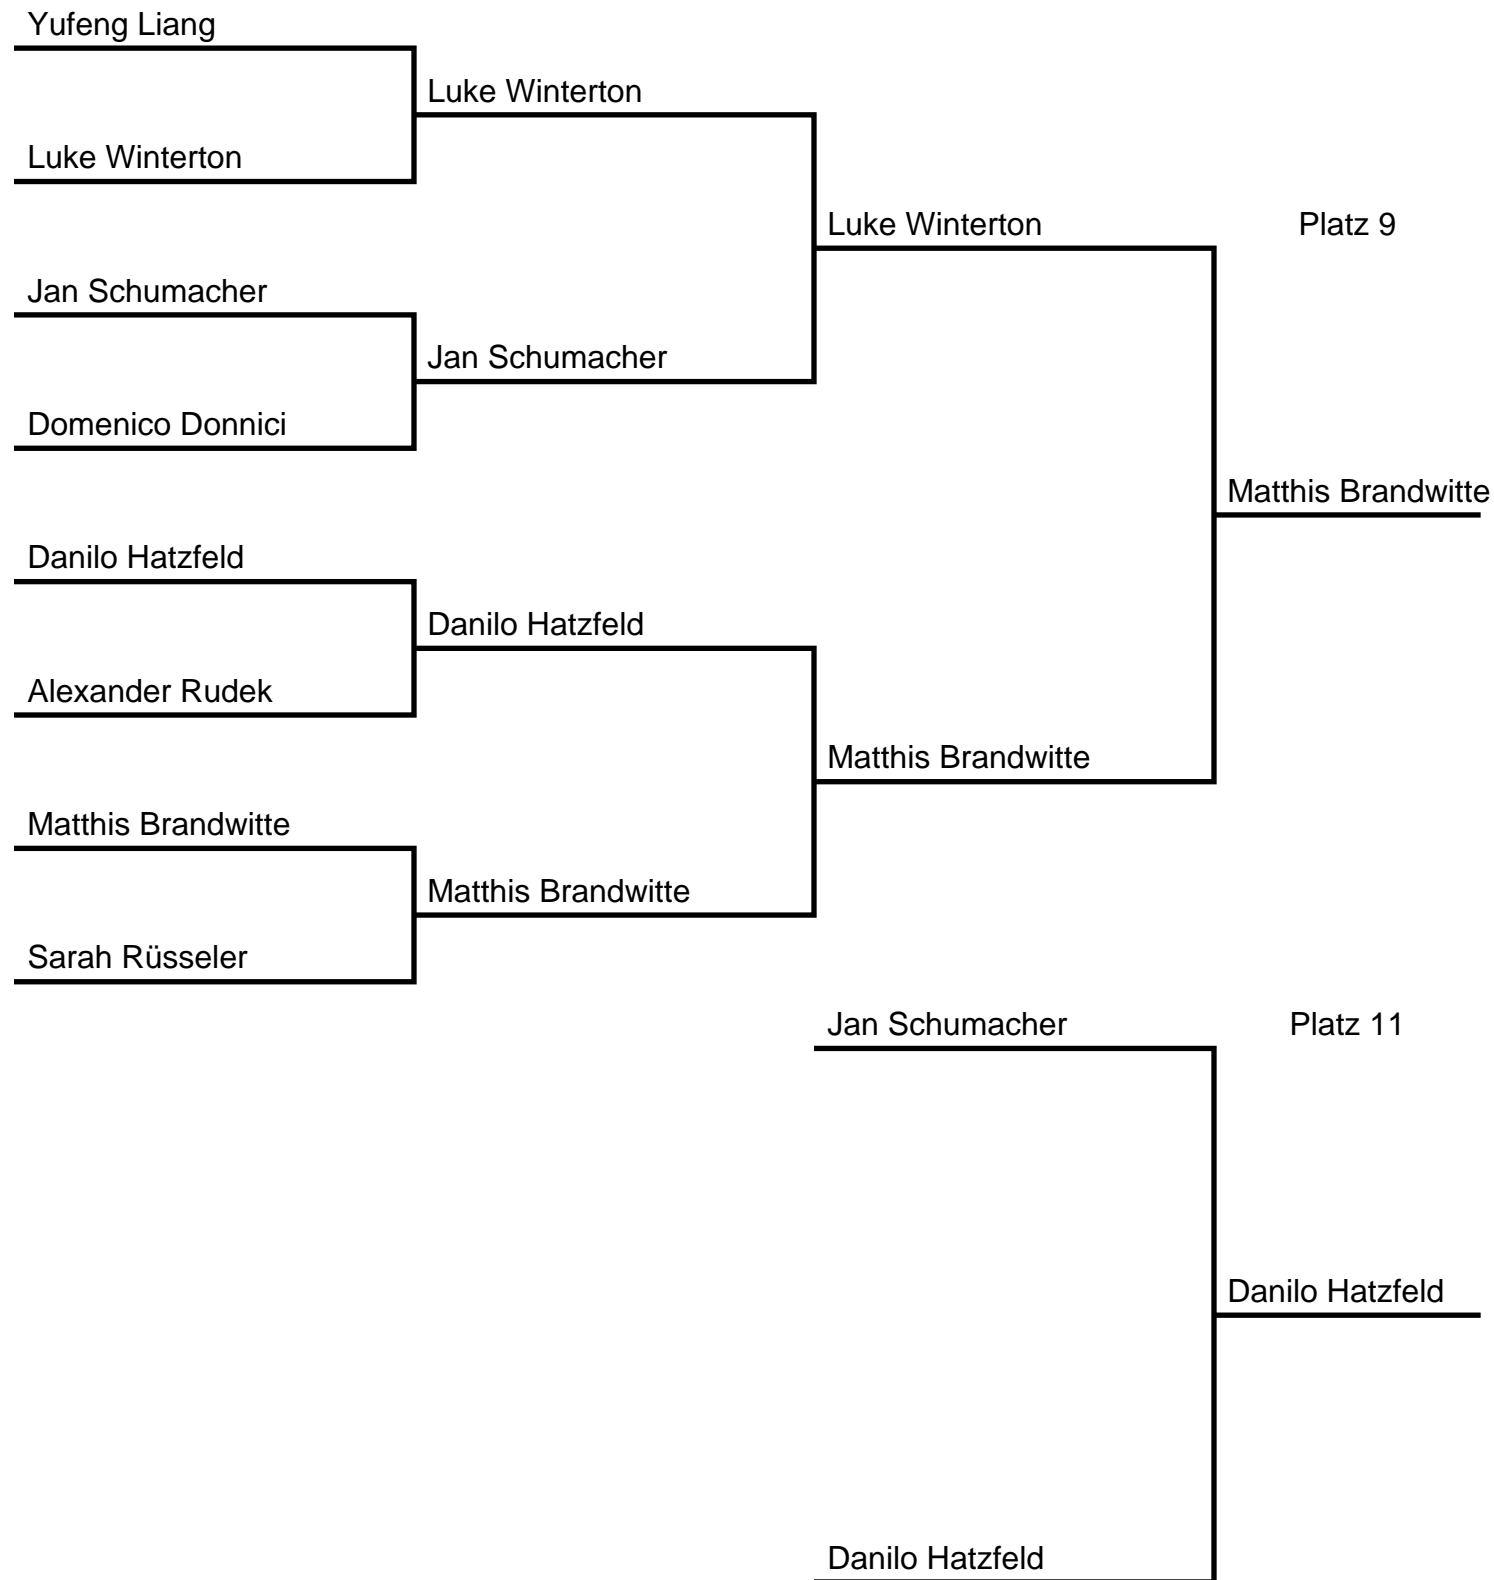 Yufeng Liang
Luke Winterton
Luke Winterton
Luke Winterton
Platz 9
Jan Schumacher
Jan Schumacher
Domenico Donnici
Matthis Brandwitte
Danilo Hatzfeld
Danilo Hatzfeld
Alexander Rudek
Matthis Brandwitte
Matthis Brandwitte
Matthis Brandwitte
Sarah Rüsseler
Jan Schumacher
Platz 11
Danilo Hatzfeld
Danilo Hatzfeld